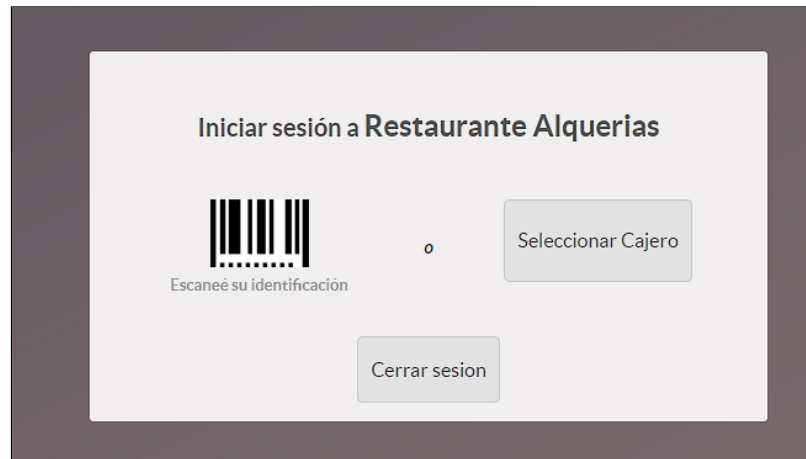 Iniciar sesión a Restaurante Alquerias
o
Seleccionar Cajero
Escaneé su identificación
Cerrar sesion